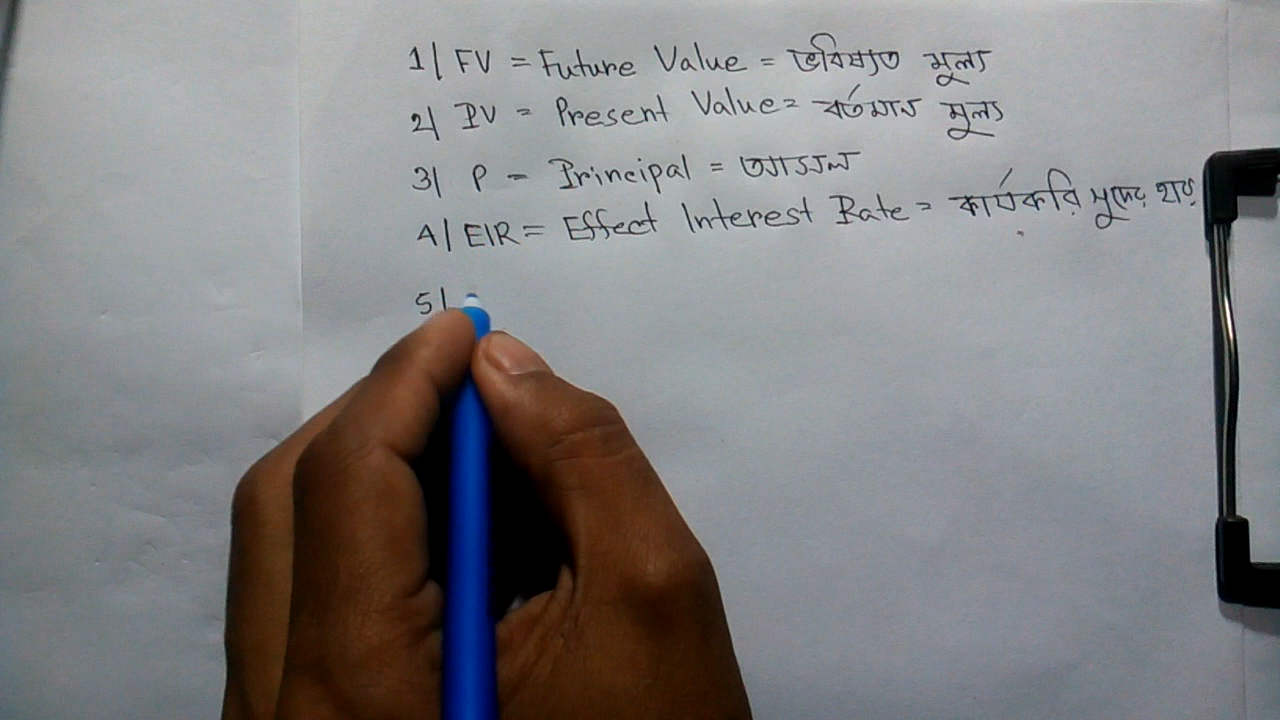 1| FV = Future Value = ভবিষ্যত মূল্য
2| PV = Present Value = বর্তমান মূল্য
3| P = Principal =
4| EIR = Effect Interest Rate = কার্যকরি সুদের হার
5|